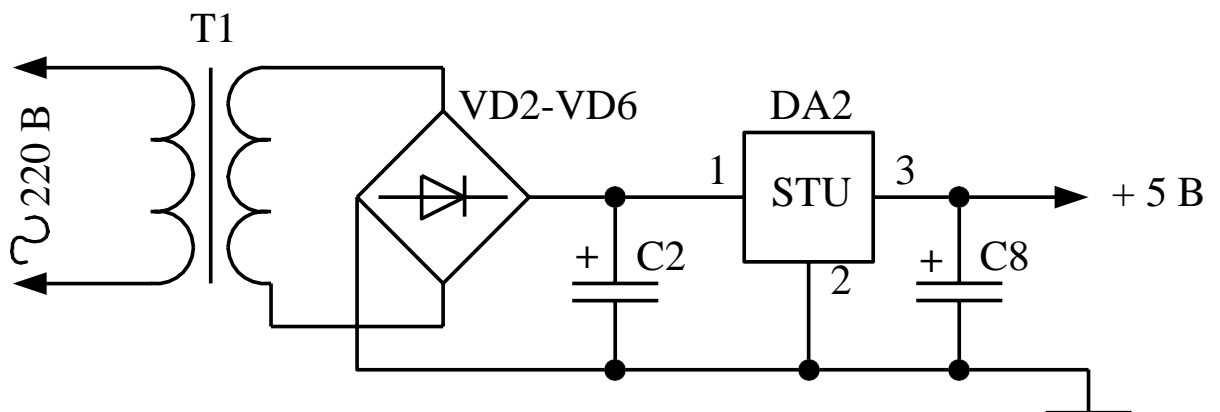 T1
220 В
VD2-VD6
DA2
1
STU
3
+ 5 В
+
C2
2
+
C8